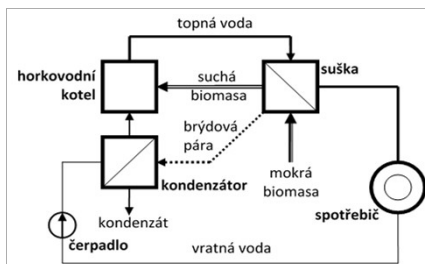 topná voda
horkovodní
kotel
suchá
biomasa
suška
brýdová
pára
mokrá
biomasa
kondenzátor
kondenzát
spotřebič
čerpadlo
vratná voda